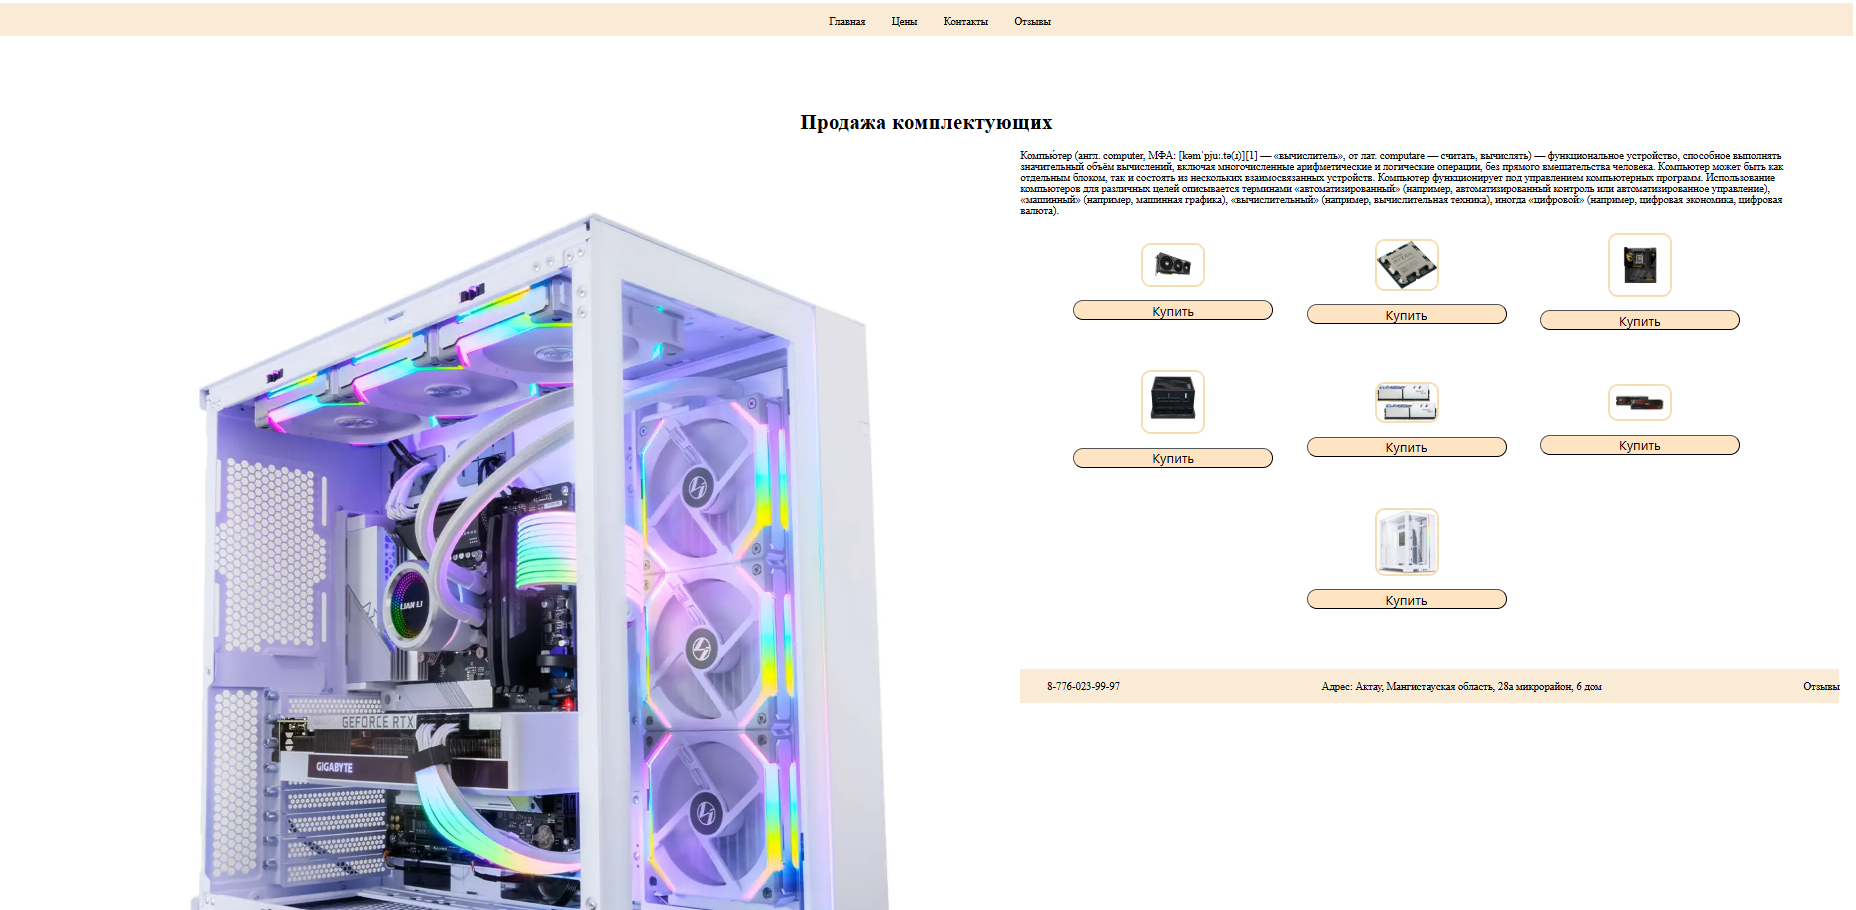 Главная Цены Контакты Отзывы
Продажа комплектующих
Компью́тер (англ. computer, МФА: [kəmˈpjuː.tə(ɹ)][1] — «вычислитель», от лат. computare — считать, вычислять) — функциональное устройство, способное выполнять
значительный объём вычислений, включая многочисленные арифметические и логические операции, без прямого вмешательства человека. Компьютер может быть как
отдельным блоком, так и состоять из нескольких взаимосвязанных устройств. Компьютер функционирует под управлением компьютерных программ. Использование
компьютеров для различных целей описывается терминами «автоматизированный» (например, автоматизированный контроль или автоматизированное управление),
«машинный» (например, машинная графика), «вычислительный» (например, вычислительная техника), иногда «цифровой» (например, цифровая экономика, цифровая
валюта).
Купить Купить Купить
Купить Купить Купить
Купить
LIAN LI
GEFORCE RTX
GIGABYTE
8-776-023-99-97 Адрес: Актау, Мангистауская область, 28а микрорайон, 6 дом Отзывы